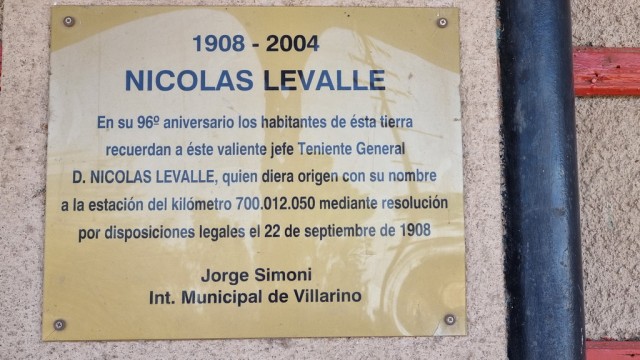 1908 - 2004
NICOLAS LEVALLE
En su 96º aniversario los habitantes de ésta tierra
recuerdan a éste valiente jefe Teniente General
D. NICOLAS LEVALLE, quien diera origen con su nombre
a la estación del kilómetro 700.012.050 mediante resolución
por disposiciones legales el 22 de septiembre de 1908
Jorge Simoni
Int. Municipal de Villarino